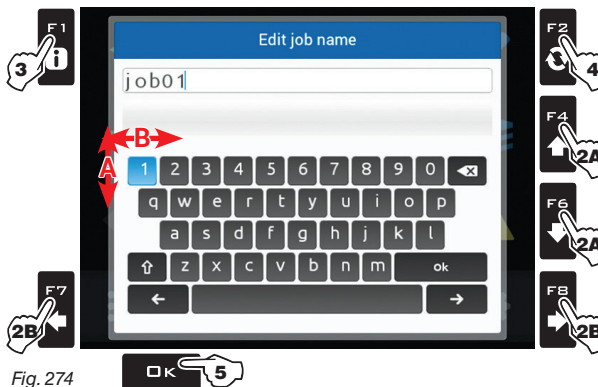 F1
Edit job name
F2
3
i
4
job01
F4
B
A
2A
1 2 3 4 5 6 7 8 9 0
q w e r t y u i o p
F6
a s d f g h j k l
2A
z x c v b n m ok
F7
F8
2B
2B
OK 5
Fig. 274